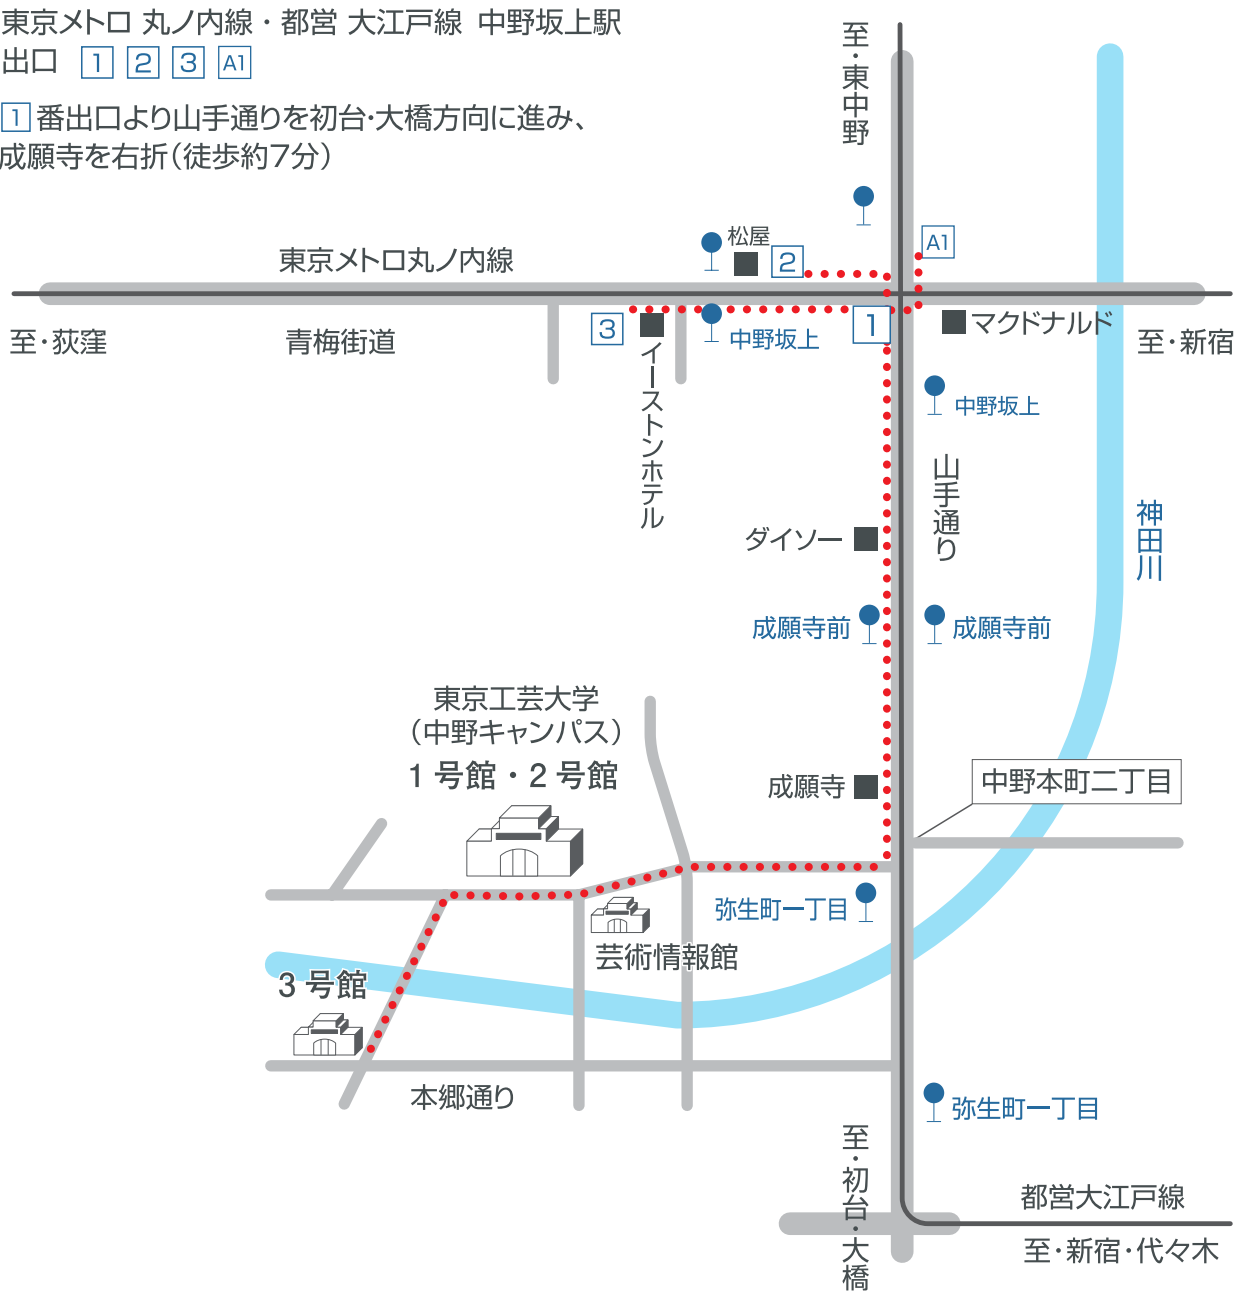 東京メトロ 丸ノ内線・都営 大江戸線 中野坂上駅
出口 1 2 3 A1
1番出口より山手通りを初台・大橋方向に進み、
成願寺を右折(徒歩約7分)
至・東中野
A1
松屋
2
東京メトロ丸ノ内線
至・荻窪
青梅街道
3
イーストンホテル
中野坂上
1
マクドナルド
至・新宿
中野坂上
山手通り
神田川
ダイソー
成願寺前
成願寺前
東京工芸大学
(中野キャンパス)
1号館・2号館
成願寺
中野本町二丁目
弥生町一丁目
芸術情報館
3号館
本郷通り
弥生町一丁目
至・初台・大橋
都営大江戸線
至・新宿・代々木